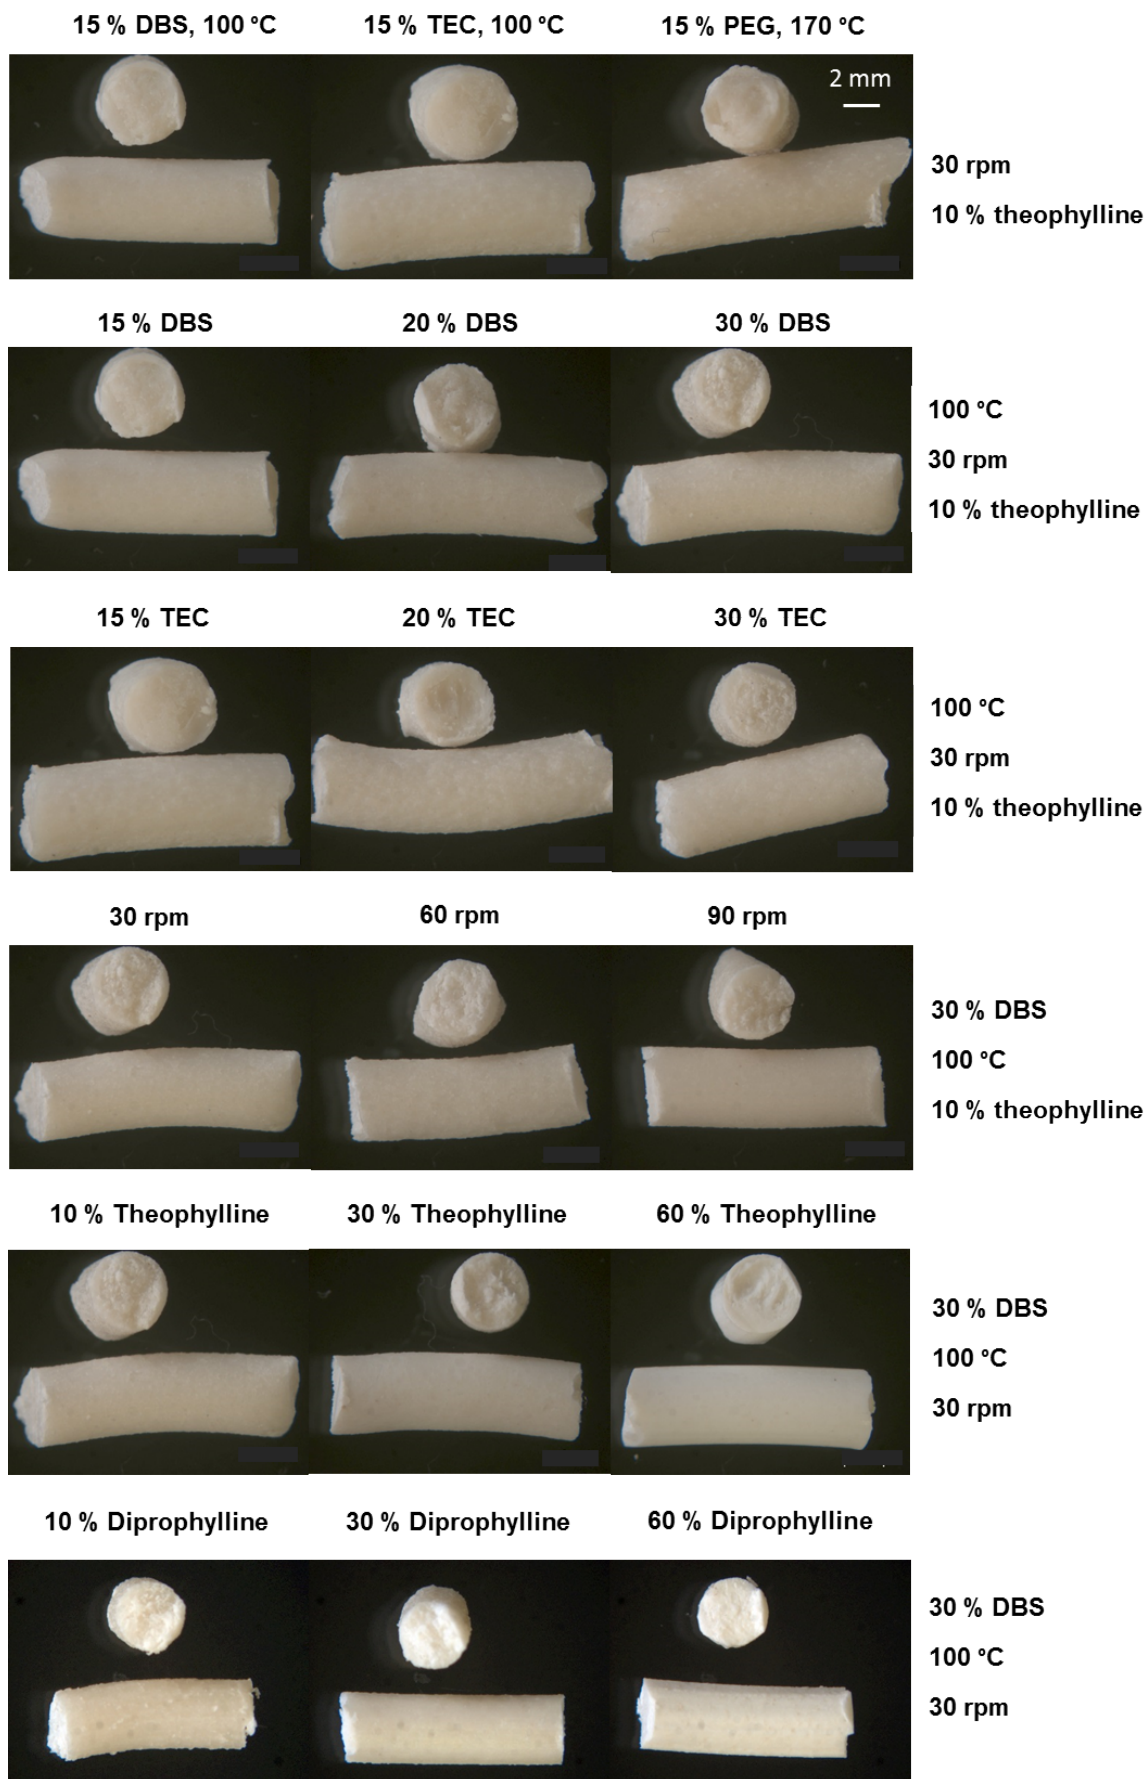 15 % DBS, 100 °C
15 % TEC, 100 °C
15 % PEG, 170 °C
2 mm
30 rpm
10 % theophylline
15 % DBS
20 % DBS
30 % DBS
100 °C
30 rpm
10 % theophylline
15 % TEC
20 % TEC
30 % TEC
100 °C
30 rpm
10 % theophylline
30 rpm
60 rpm
90 rpm
30 % DBS
100 °C
10 % theophylline
10 % Theophylline
30 % Theophylline
60 % Theophylline
30 % DBS
100 °C
30 rpm
10 % Diprophylline
30 % Diprophylline
60 % Diprophylline
30 % DBS
100 °C
30 rpm